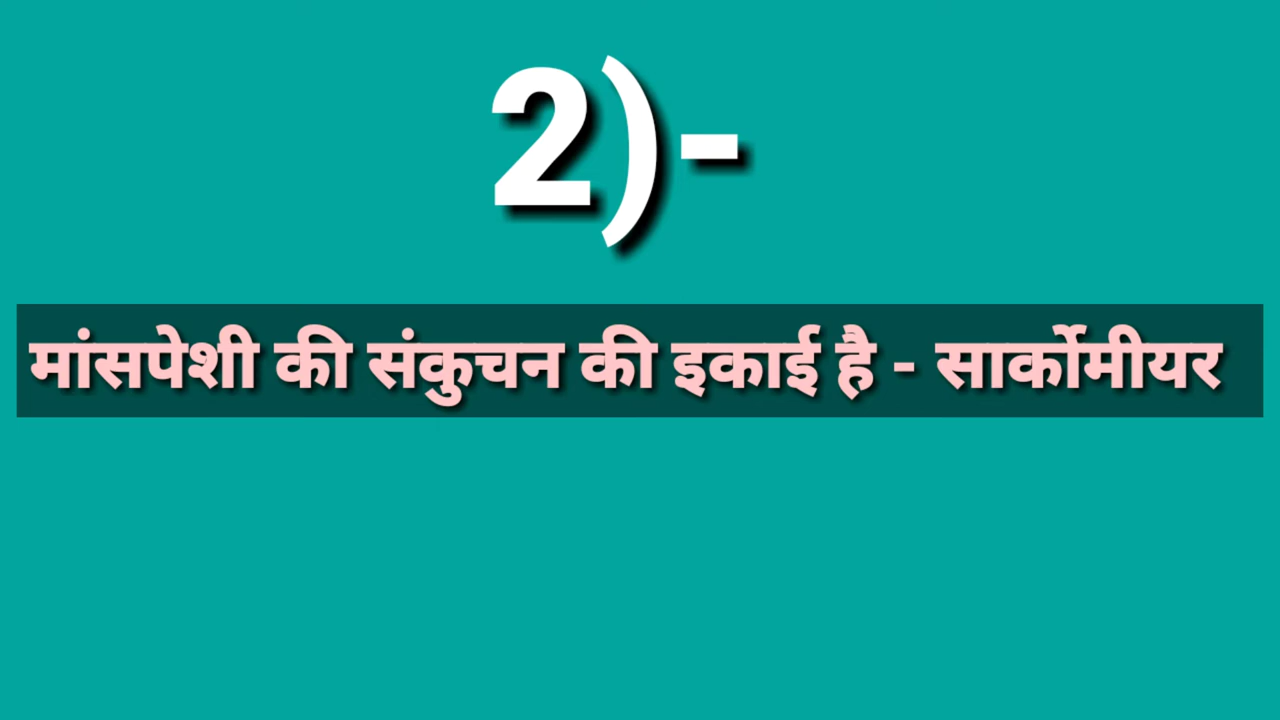 2)-
मांसपेशी की संकुचन की इकाई है - सार्कोमीयर